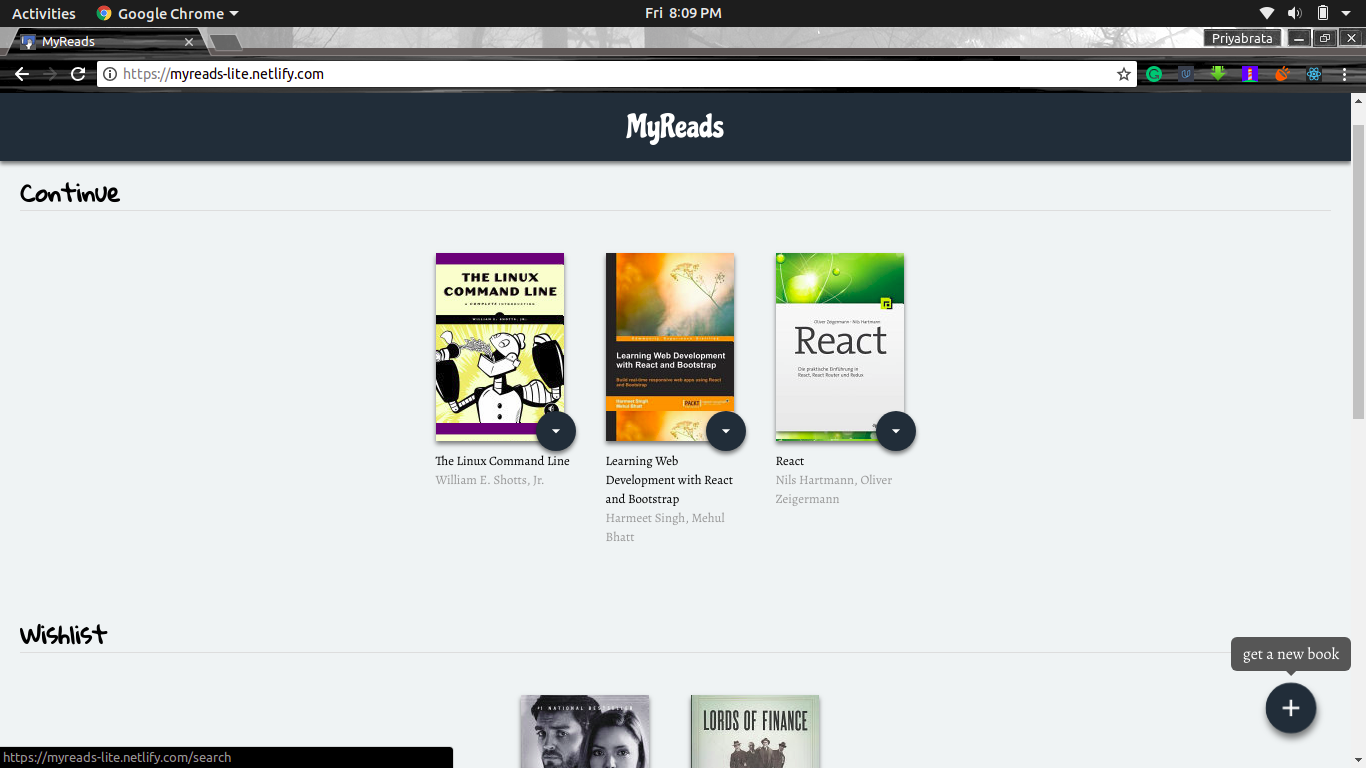 Activities
Google Chrome
Fri 8:09 PM
MyReads
Priyabrata
https://myreads-lite.netlify.com
MyReads
Continue
THE LINUX
COMMAND LINE
A COMPLETE INTRODUCTION
WILLIAM E. SHOTTS, JR.
Learning Web Development
with React and Bootstrap
Build real-time responsive web apps using React
and Bootstrap
Harmeet Singh
Mehul Bhatt
PACKT
Oliver Zeigermann · Nils Hartmann
React
Die praktische Einführung in
React, React Router und Redux
The Linux Command Line
William E. Shotts, Jr.
Learning Web
Development with React
and Bootstrap
Harmeet Singh, Mehul
Bhatt
React
Nils Hartmann, Oliver
Zeigermann
Wishlist
get a new book
#1 NATIONAL BESTSELLER
LORDS OF FINANCE
https://myreads-lite.netlify.com/search